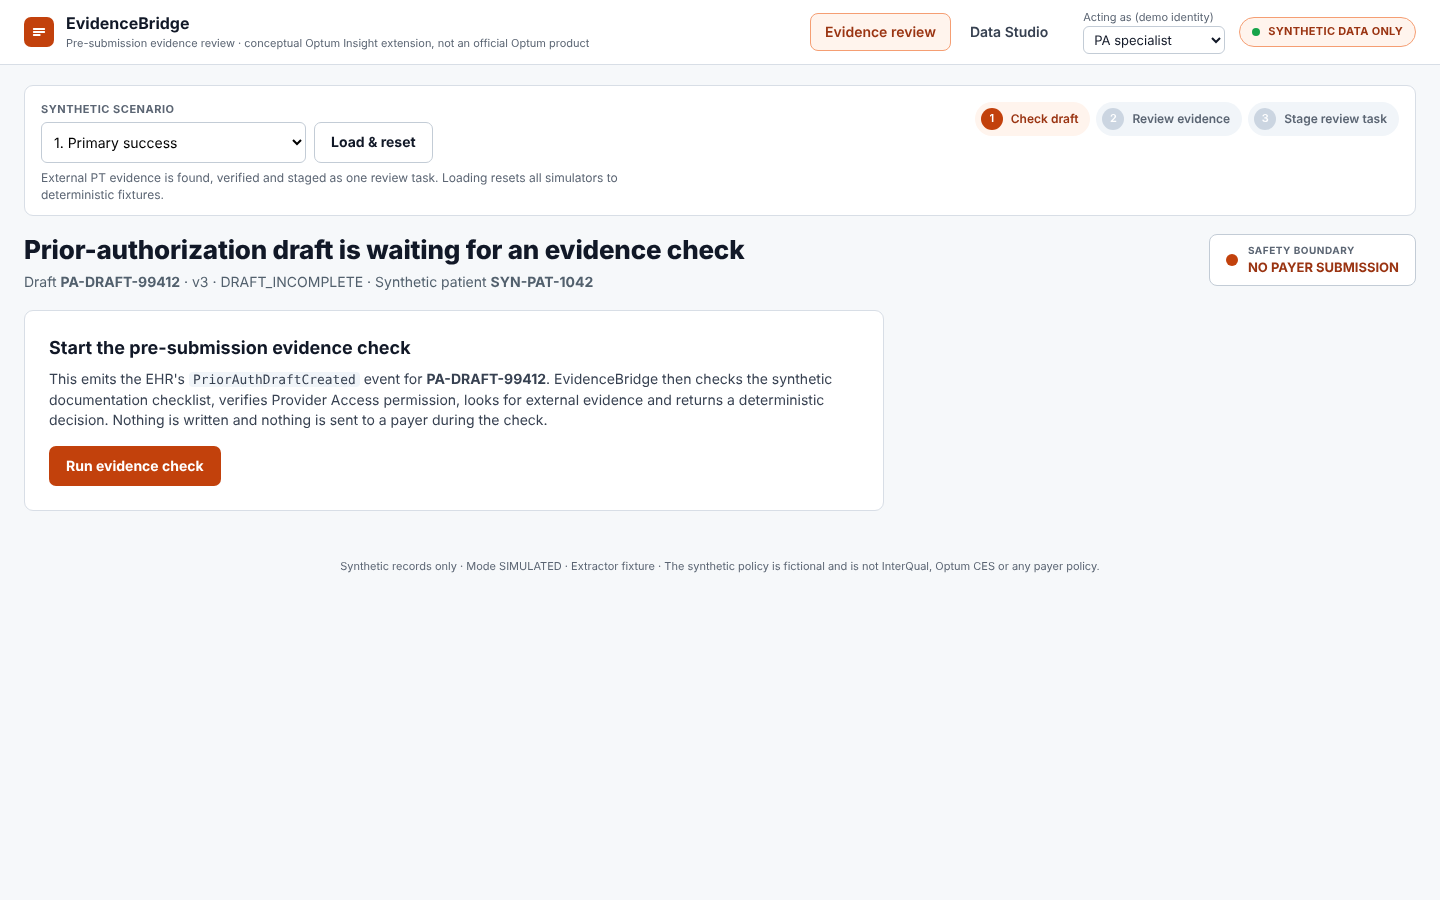 EvidenceBridge
Pre-submission evidence review · conceptual Optum Insight extension, not an official Optum product
Evidence review
Data Studio
Acting as (demo identity)
PA specialist
SYNTHETIC DATA ONLY
SYNTHETIC SCENARIO
1. Primary success
Load & reset
External PT evidence is found, verified and staged as one review task. Loading resets all simulators to
deterministic fixtures.
1 Check draft
2 Review evidence
3 Stage review task
Prior-authorization draft is waiting for an evidence check
Draft PA-DRAFT-99412 · v3 · DRAFT_INCOMPLETE · Synthetic patient SYN-PAT-1042
SAFETY BOUNDARY
NO PAYER SUBMISSION
Start the pre-submission evidence check
This emits the EHR's PriorAuthDraftCreated event for PA-DRAFT-99412. EvidenceBridge then checks the synthetic
documentation checklist, verifies Provider Access permission, looks for external evidence and returns a deterministic
decision. Nothing is written and nothing is sent to a payer during the check.
Run evidence check
Synthetic records only · Mode SIMULATED · Extractor fixture · The synthetic policy is fictional and is not InterQual, Optum CES or any payer policy.